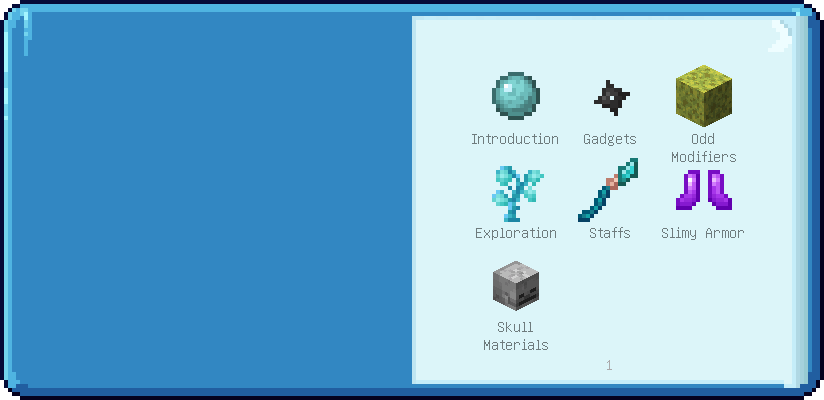 Introduction
Gadgets
Odd
Modifiers
Exploration
Staffs
Slimy Armor
Skull
Materials
1